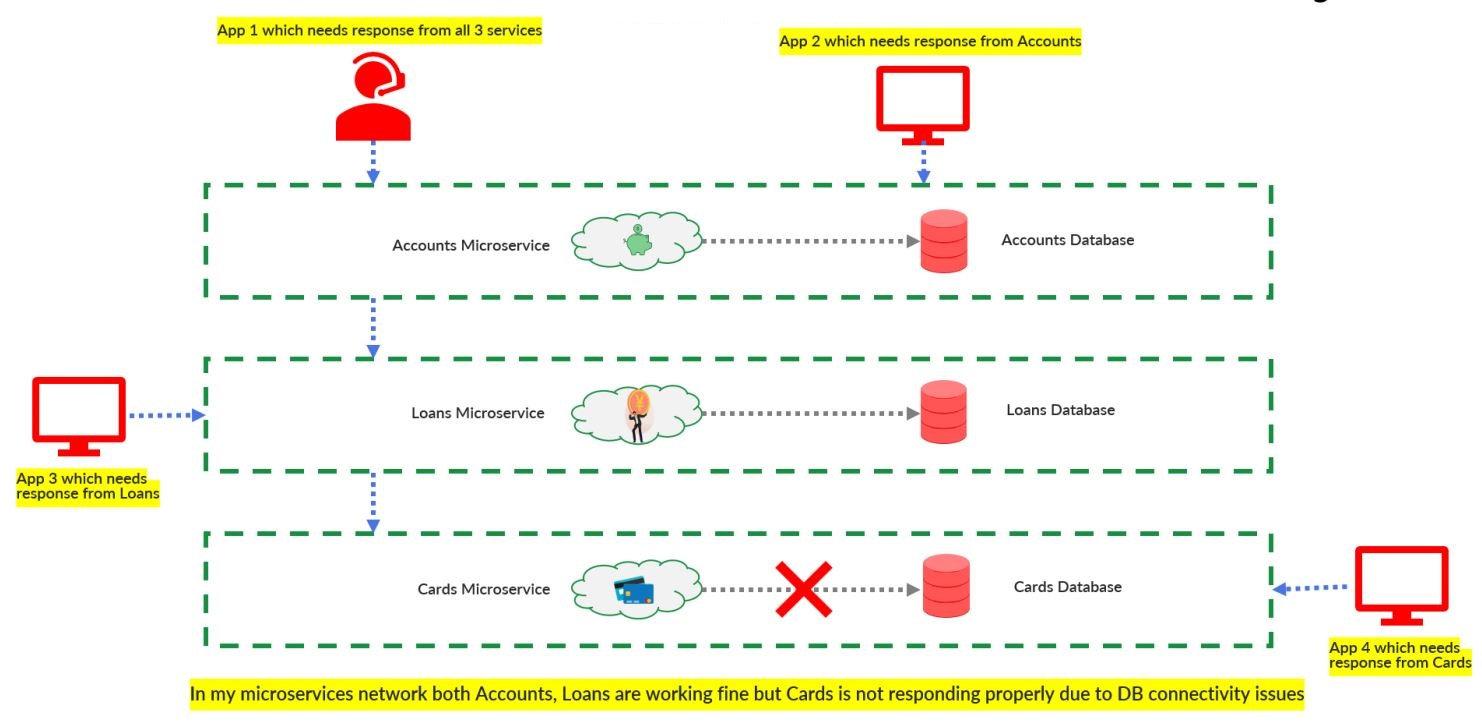 App 1 which needs response from all 3 services
App 2 which needs response from Accounts
Accounts Microservice
Accounts Database
Loans Microservice
Loans Database
App 3 which needs
response from Loans
Cards Microservice
Cards Database
App 4 which needs
response from Cards
In my microservices network both Accounts, Loans are working fine but Cards is not responding properly due to DB connectivity issues